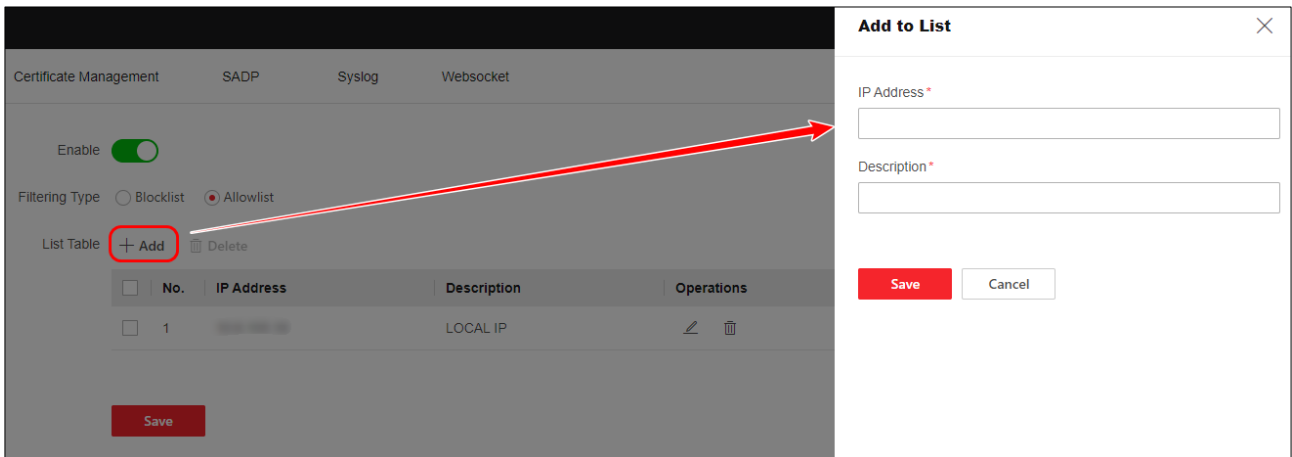 Add to List
Certificate Management SADP Syslog Websocket
IP Address *
Enable
Description *
Filtering Type Blocklist Allowlist
List Table + Add Delete
No. IP Address Description Operations
Save Cancel
1 LOCAL IP
Save